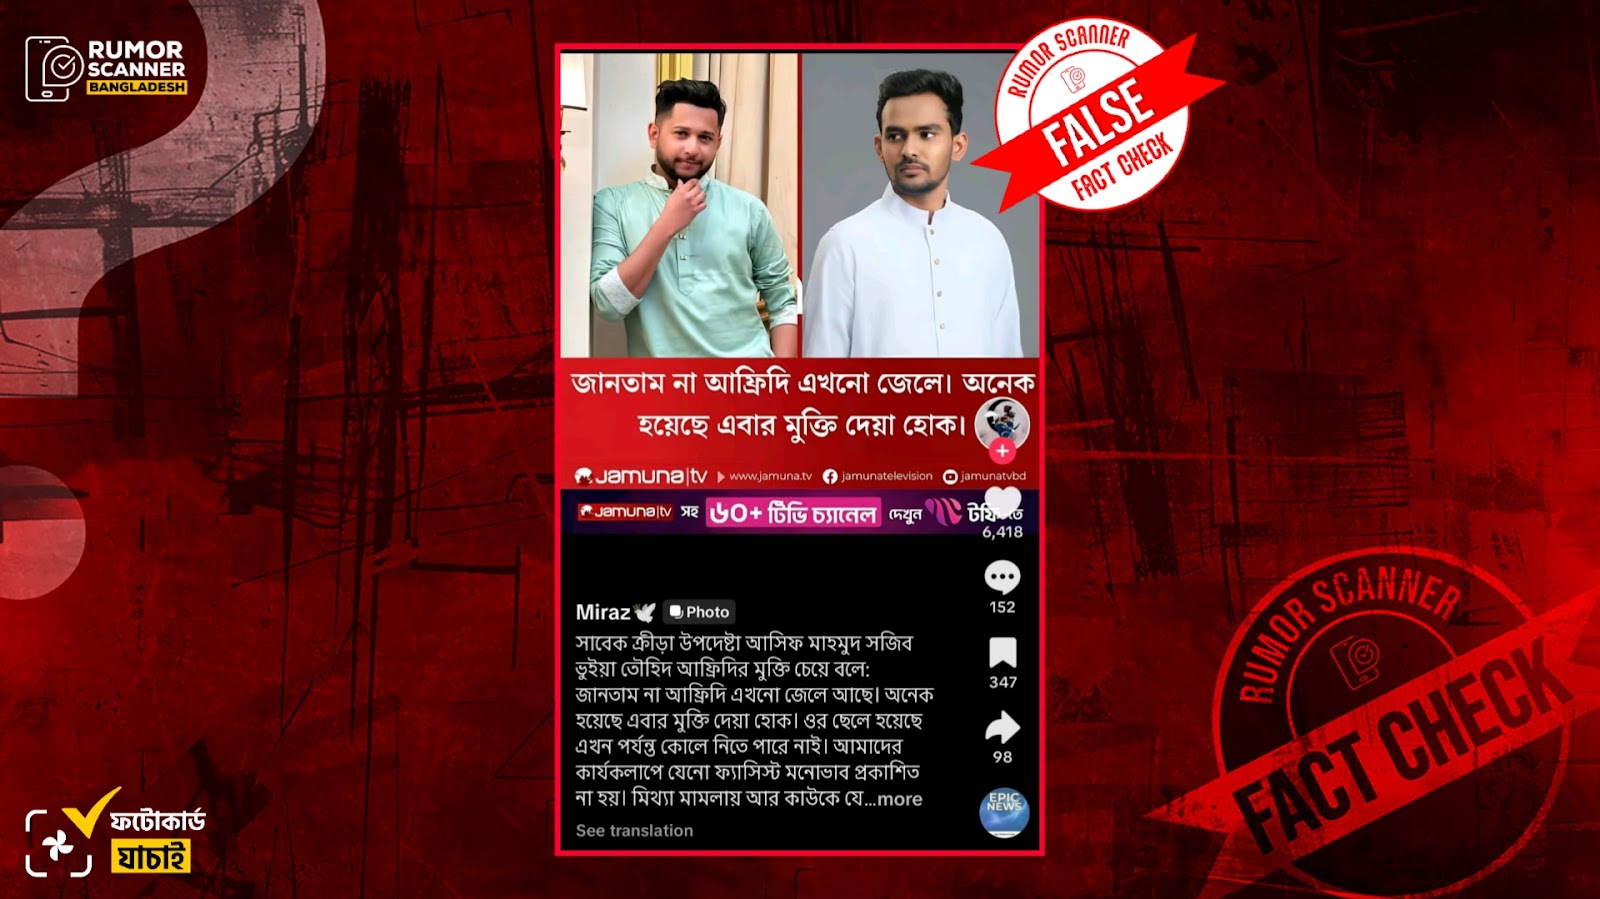 RUMOR
SCANNER
BANGLADESH
RUMOR SCANNER
FALSE
FACT CHECK
জানতাম না আফ্রিদি এখনো জেলে। অনেক
হয়েছে এবার মুক্তি দেয়া হোক।
Jamuna|tv www.jamuna.tv jamunatelevision jamunatvbd
Jamuna|tv সহ ৬০+ টিভি চ্যানেল দেখুন টফিতে
6,418
152
347
98
Miraz Photo
সাবেক ক্রীড়া উপদেষ্টা আসিফ মাহমুদ সজিব
ভুইয়া তৌহিদ আফ্রিদির মুক্তি চেয়ে বলে:
জানতাম না আফ্রিদি এখনো জেলে আছে। অনেক
হয়েছে এবার মুক্তি দেয়া হোক। ওর ছেলে হয়েছে
এখন পর্যন্ত কোলে নিতে পারে নাই। আমাদের
কার্যকলাপে যেনো ফ্যাসিস্ট মনোভাব প্রকাশিত
না হয়। মিথ্যা মামলায় আর কাউকে যে...more
See translation
EPIC
NEWS
ফটোকার্ড
যাচাই
RUMOR SCANNER
FACT CHECK